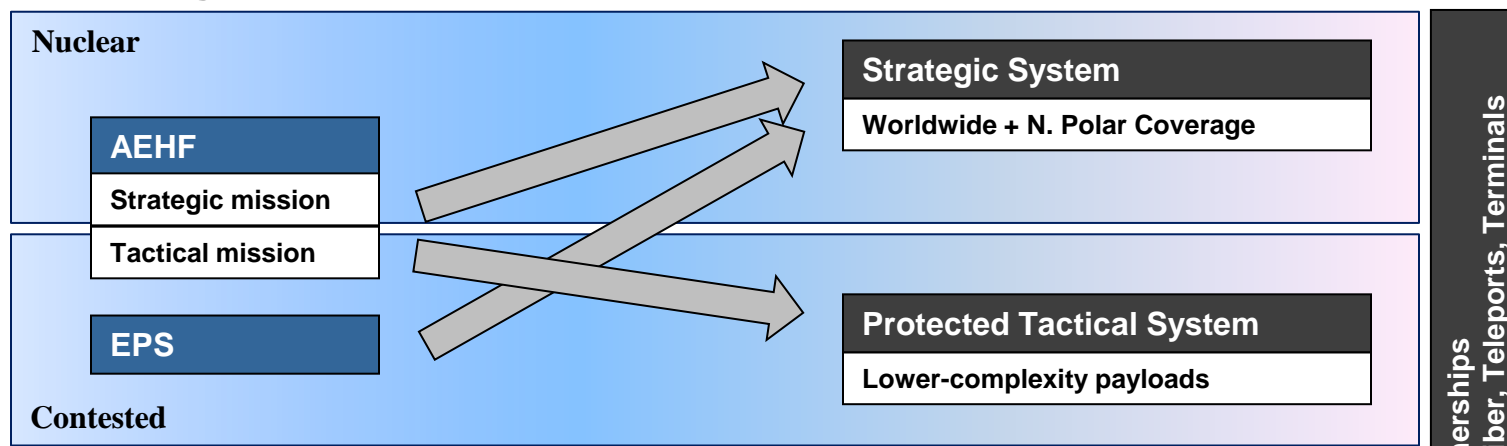 Nuclear
AEHF
Strategic mission
Tactical mission
EPS
Contested
Strategic System
Worldwide + N. Polar Coverage
Protected Tactical System
Lower-complexity payloads
Teleports, Terminals